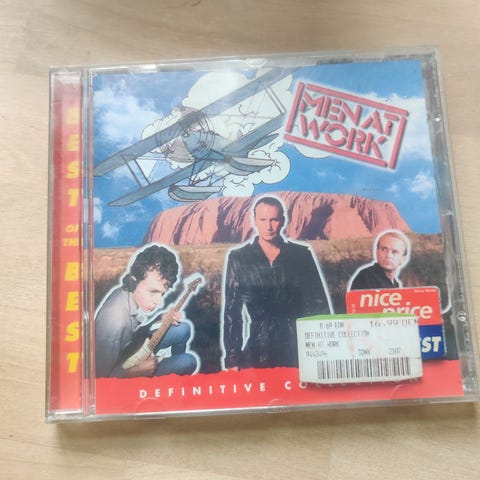 BEST
OF THE
BEST
MEN AT
WORK
nice
price
8.69 EUR 16.99 DEM
DEFINITIVE COLLECTION
MEN AT WORK
SONY 2107
DEFINITIVE CO